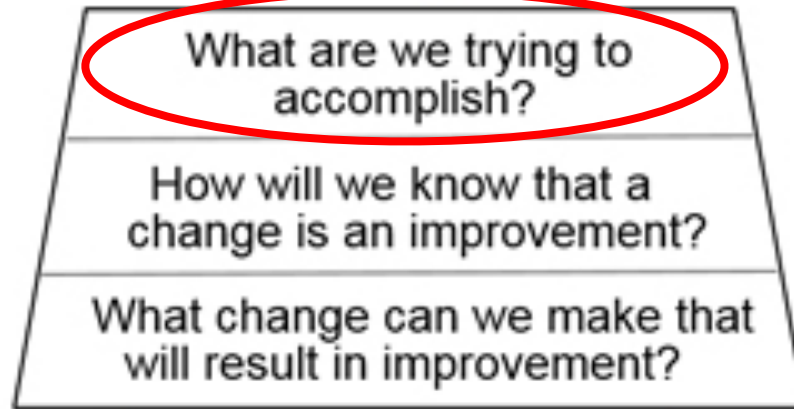 What are we trying to
accomplish?
How will we know that a
change is an improvement?
What change can we make that
will result in improvement?